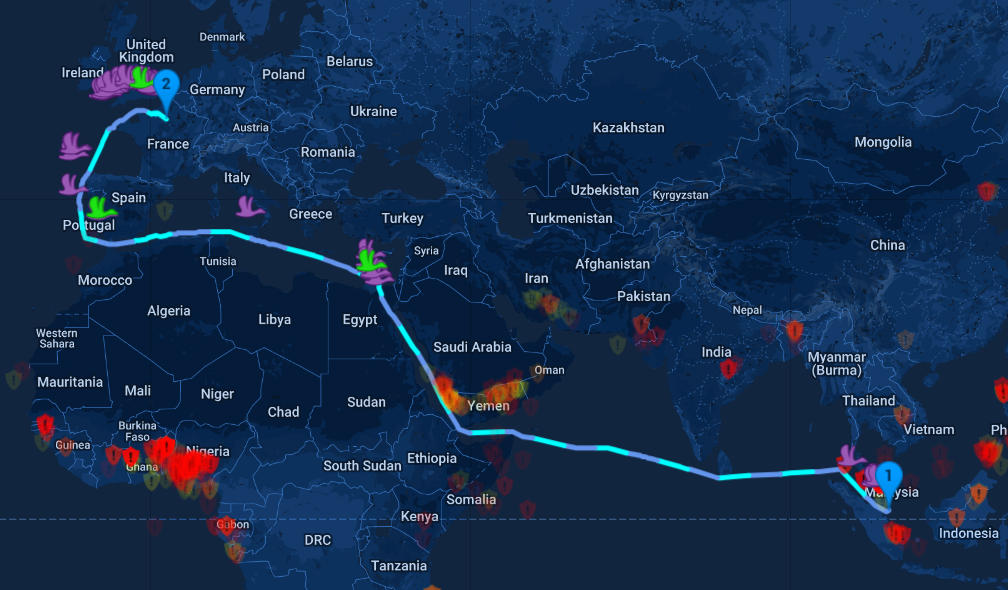 Denmark
United
Kingdom
Ireland
Poland
Belarus
2
Germany
Ukraine
Austria
France
Romania
Kazakhstan
Mongolia
Italy
Spain
Portugal
Greece
Turkey
Uzbekistan
Kyrgyzstan
Turkmenistan
Syria
Tunisia
Morocco
Iraq
Iran
Afghanistan
China
Pakistan
Algeria
Libya
Egypt
Nepal
Western
Sahara
Saudi Arabia
India
Myanmar
(Burma)
Oman
Mauritania
Mali
Niger
Chad
Sudan
Yemen
Thailand
Burkina
Faso
Guinea
Ghana
Nigeria
Vietnam
Ph
South Sudan
Ethiopia
Somalia
1
Malaysia
Kenya
Gabon
DRC
Indonesia
Tanzania